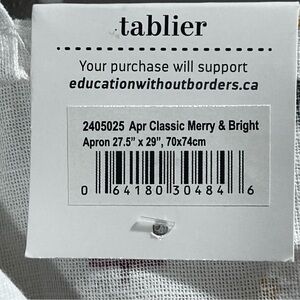 tablier
Your purchase will support
educationwithoutborders.ca
2405025 Apr Classic Merry & Bright
Apron 27.5" x 29", 70x74cm
0 64180 30484 6